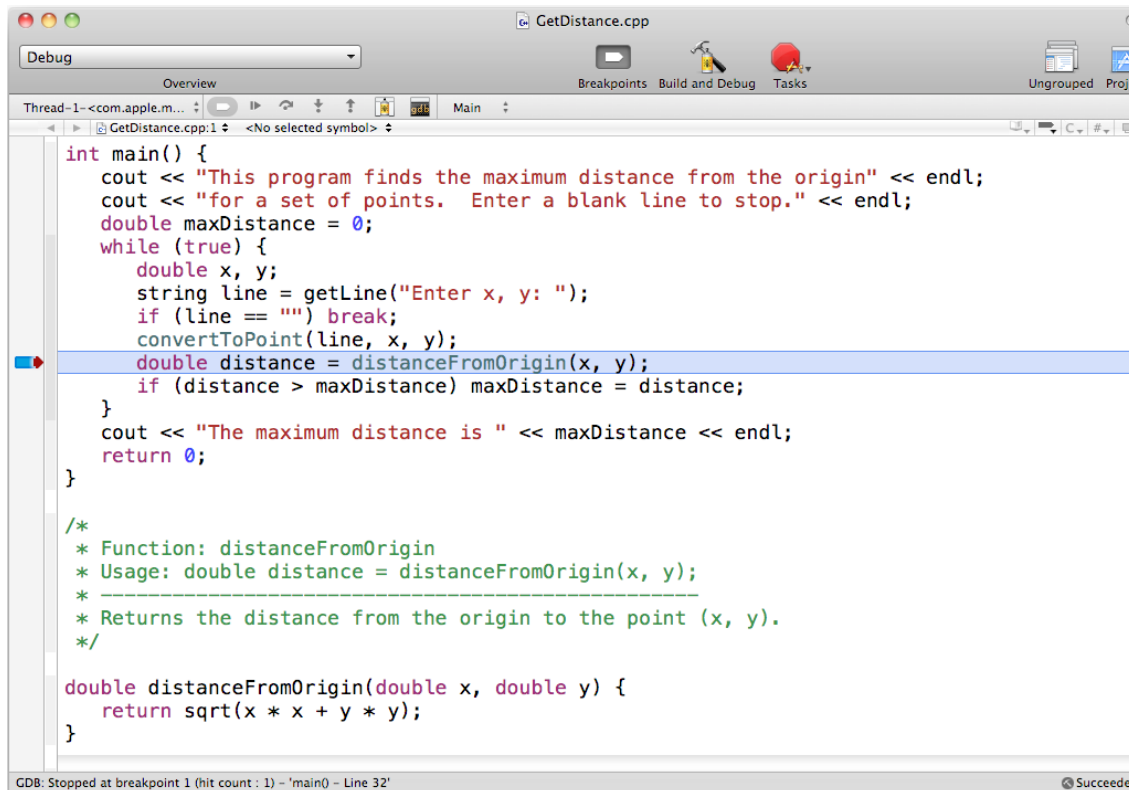 GetDistance.cpp
Debug
Overview
Breakpoints Build and Debug Tasks
Ungrouped
Thread-1-<com.apple.m... Main
GetDistance.cpp:1 <No selected symbol> C #
int main() {
   cout << "This program finds the maximum distance from the origin" << endl;
   cout << "for a set of points.  Enter a blank line to stop." << endl;
   double maxDistance = 0;
   while (true) {
      double x, y;
      string line = getLine("Enter x, y: ");
      if (line == "") break;
      convertToPoint(line, x, y);
      double distance = distanceFromOrigin(x, y);
      if (distance > maxDistance) maxDistance = distance;
   }
   cout << "The maximum distance is " << maxDistance << endl;
   return 0;
}
/*
 * Function: distanceFromOrigin
 * Usage: double distance = distanceFromOrigin(x, y);
 * --------------------------------------------------
 * Returns the distance from the origin to the point (x, y).
 */
double distanceFromOrigin(double x, double y) {
   return sqrt(x * x + y * y);
}
GDB: Stopped at breakpoint 1 (hit count : 1) - 'main() - Line 32' Succeede